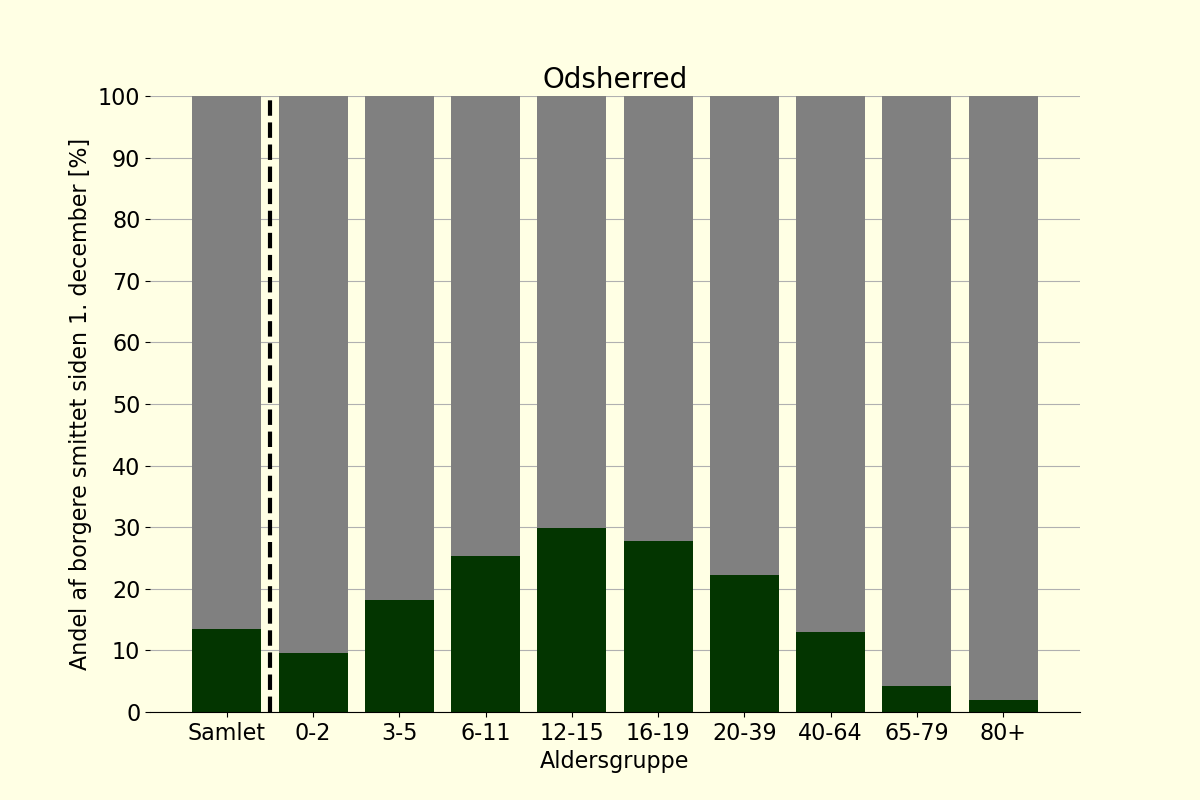 Odsherred
Andel af borgere smittet siden 1. december [%]
100
90
80
70
60
50
40
30
20
10
0
Samlet 0-2 3-5 6-11 12-15 16-19 20-39 40-64 65-79 80+
Aldersgruppe